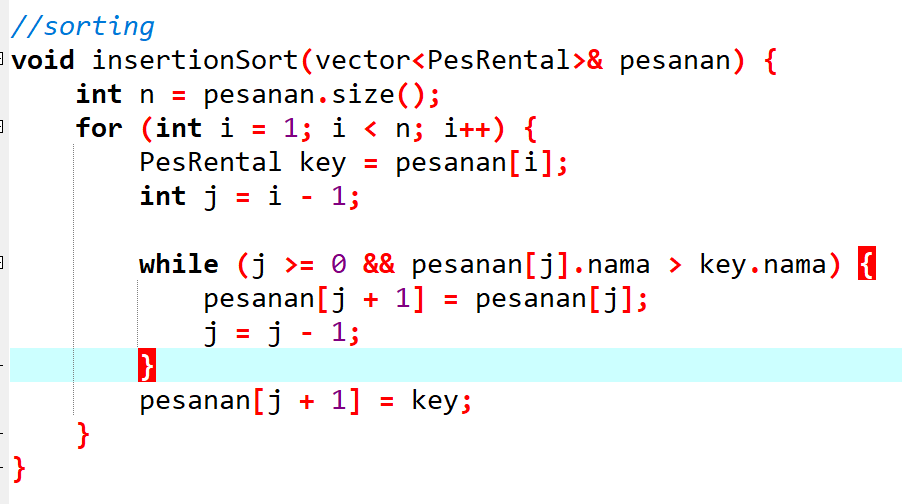 //sorting
void insertionSort(vector<PesRental>& pesanan) {
    int n = pesanan.size();
    for (int i = 1; i < n; i++) {
        PesRental key = pesanan[i];
        int j = i - 1;

        while (j >= 0 && pesanan[j].nama > key.nama) {
            pesanan[j + 1] = pesanan[j];
            j = j - 1;
        }
        pesanan[j + 1] = key;
    }
}